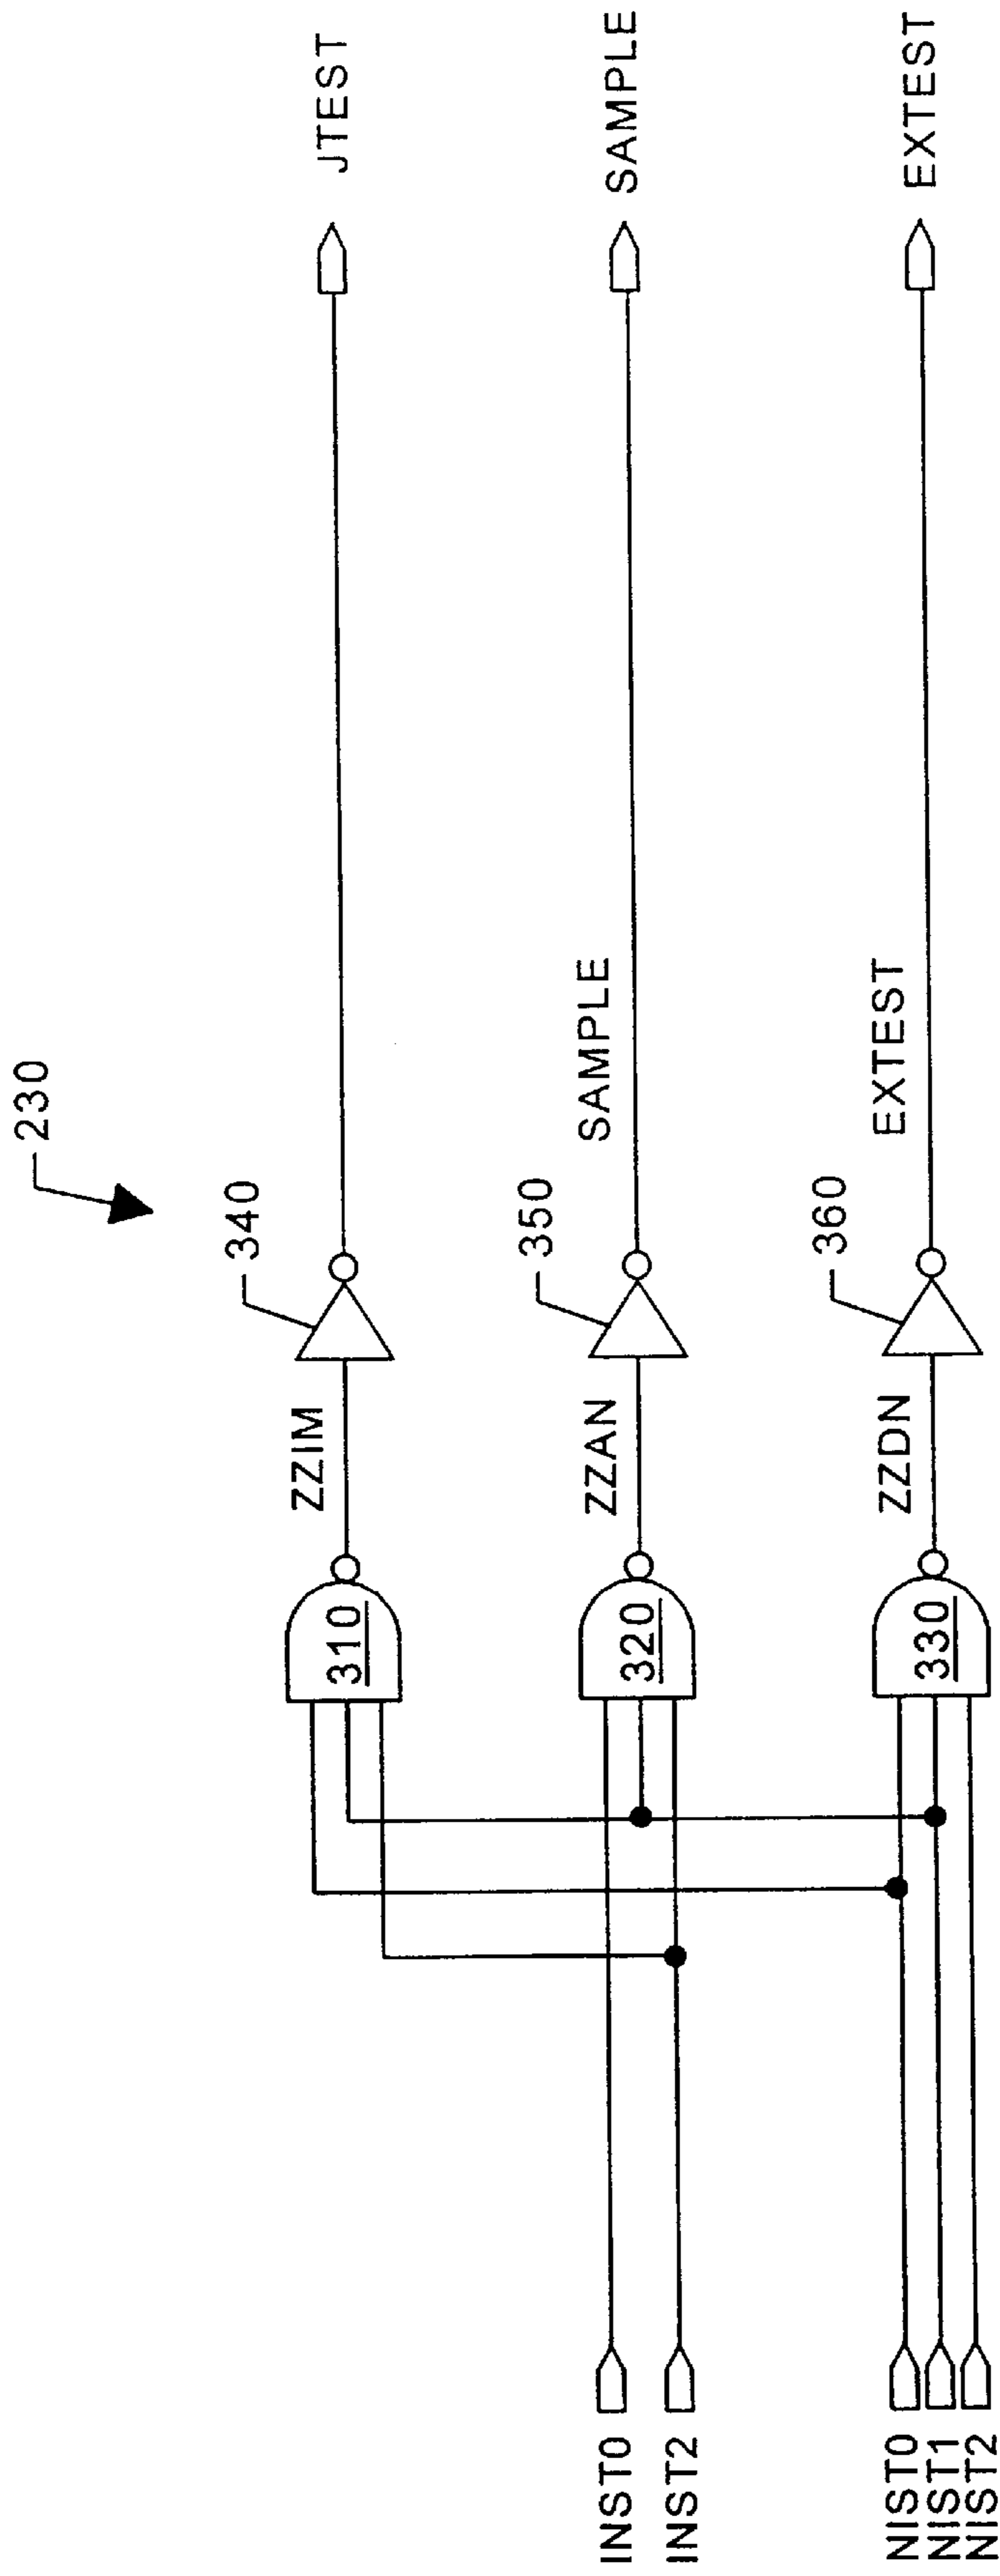 230
340
JTEST
ZZIM
310
350
SAMPLE
SAMPLE
ZZAN
320
INST0
INST2
360
EXTEST
EXTEST
ZZDN
330
NIST0
NIST1
NIST2